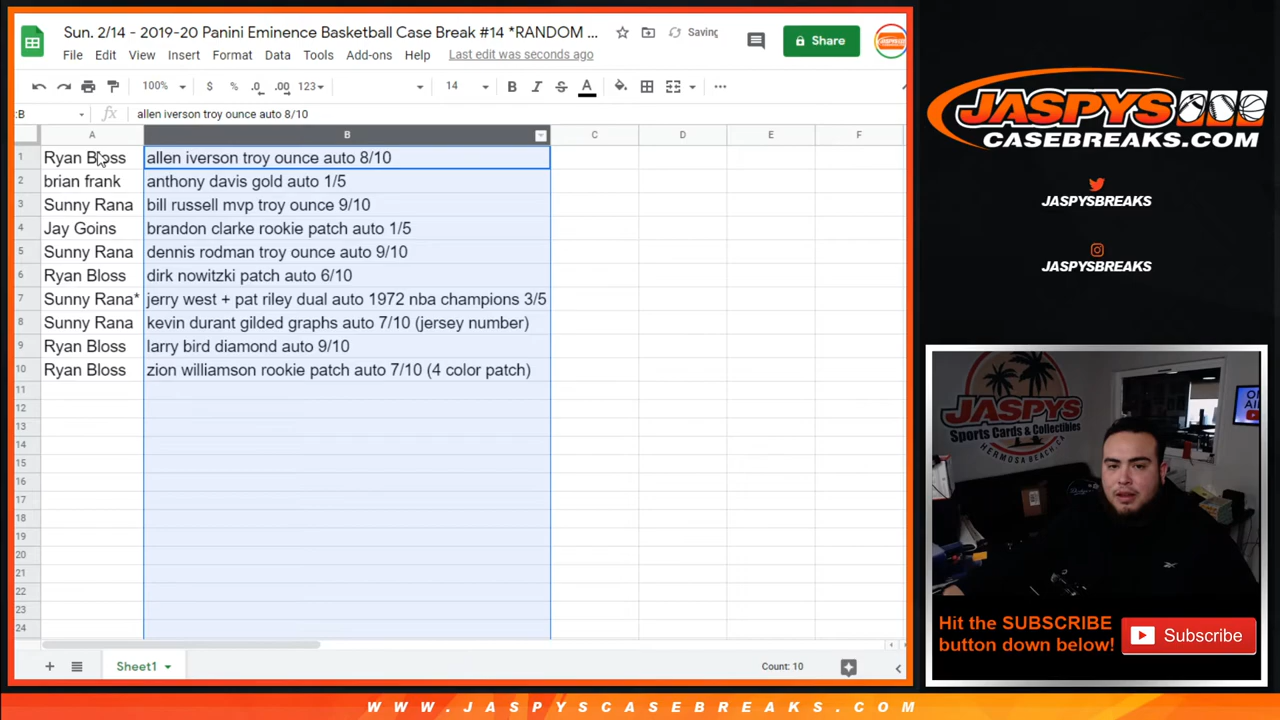 Sun. 2/14 - 2019-20 Panini Eminence Basketball Case Break #14 *RANDOM ...
Saving
Share
File Edit View Insert Format Data Tools Add-ons Help Last edit was seconds ago
100% $ % .0 .00 123 14 B I S A
:B fx allen iverson troy ounce auto 8/10
A B C D E F
1 Ryan Bloss allen iverson troy ounce auto 8/10
2 brian frank anthony davis gold auto 1/5
3 Sunny Rana bill russell mvp troy ounce 9/10
4 Jay Goins brandon clarke rookie patch auto 1/5
5 Sunny Rana dennis rodman troy ounce auto 9/10
6 Ryan Bloss dirk nowitzki patch auto 6/10
7 Sunny Rana* jerry west + pat riley dual auto 1972 nba champions 3/5
8 Sunny Rana kevin durant gilded graphs auto 7/10 (jersey number)
9 Ryan Bloss larry bird diamond auto 9/10
10 Ryan Bloss zion williamson rookie patch auto 7/10 (4 color patch)
11
12
13
14
15
16
17
18
19
20
21
22
23
24
Sheet1
Count: 10
JASPYS
CASEBREAKS.COM
JASPYSBREAKS
JASPYSBREAKS
JASPYS
Sports Cards & Collectibles
HERMOSA BEACH, CA
Hit the SUBSCRIBE
button down below!
Subscribe
WWW.JASPYSCASEBREAKS.COM